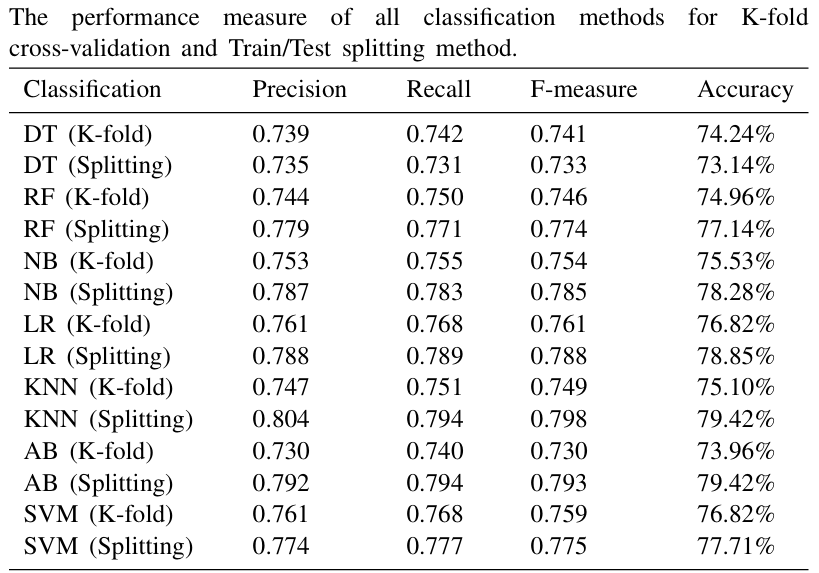 The performance measure of all classification methods for K-fold
cross-validation and Train/Test splitting method.
Classification Precision Recall F-measure Accuracy
DT (K-fold) 0.739 0.742 0.741 74.24%
DT (Splitting) 0.735 0.731 0.733 73.14%
RF (K-fold) 0.744 0.750 0.746 74.96%
RF (Splitting) 0.779 0.771 0.774 77.14%
NB (K-fold) 0.753 0.755 0.754 75.53%
NB (Splitting) 0.787 0.783 0.785 78.28%
LR (K-fold) 0.761 0.768 0.761 76.82%
LR (Splitting) 0.788 0.789 0.788 78.85%
KNN (K-fold) 0.747 0.751 0.749 75.10%
KNN (Splitting) 0.804 0.794 0.798 79.42%
AB (K-fold) 0.730 0.740 0.730 73.96%
AB (Splitting) 0.792 0.794 0.793 79.42%
SVM (K-fold) 0.761 0.768 0.759 76.82%
SVM (Splitting) 0.774 0.777 0.775 77.71%